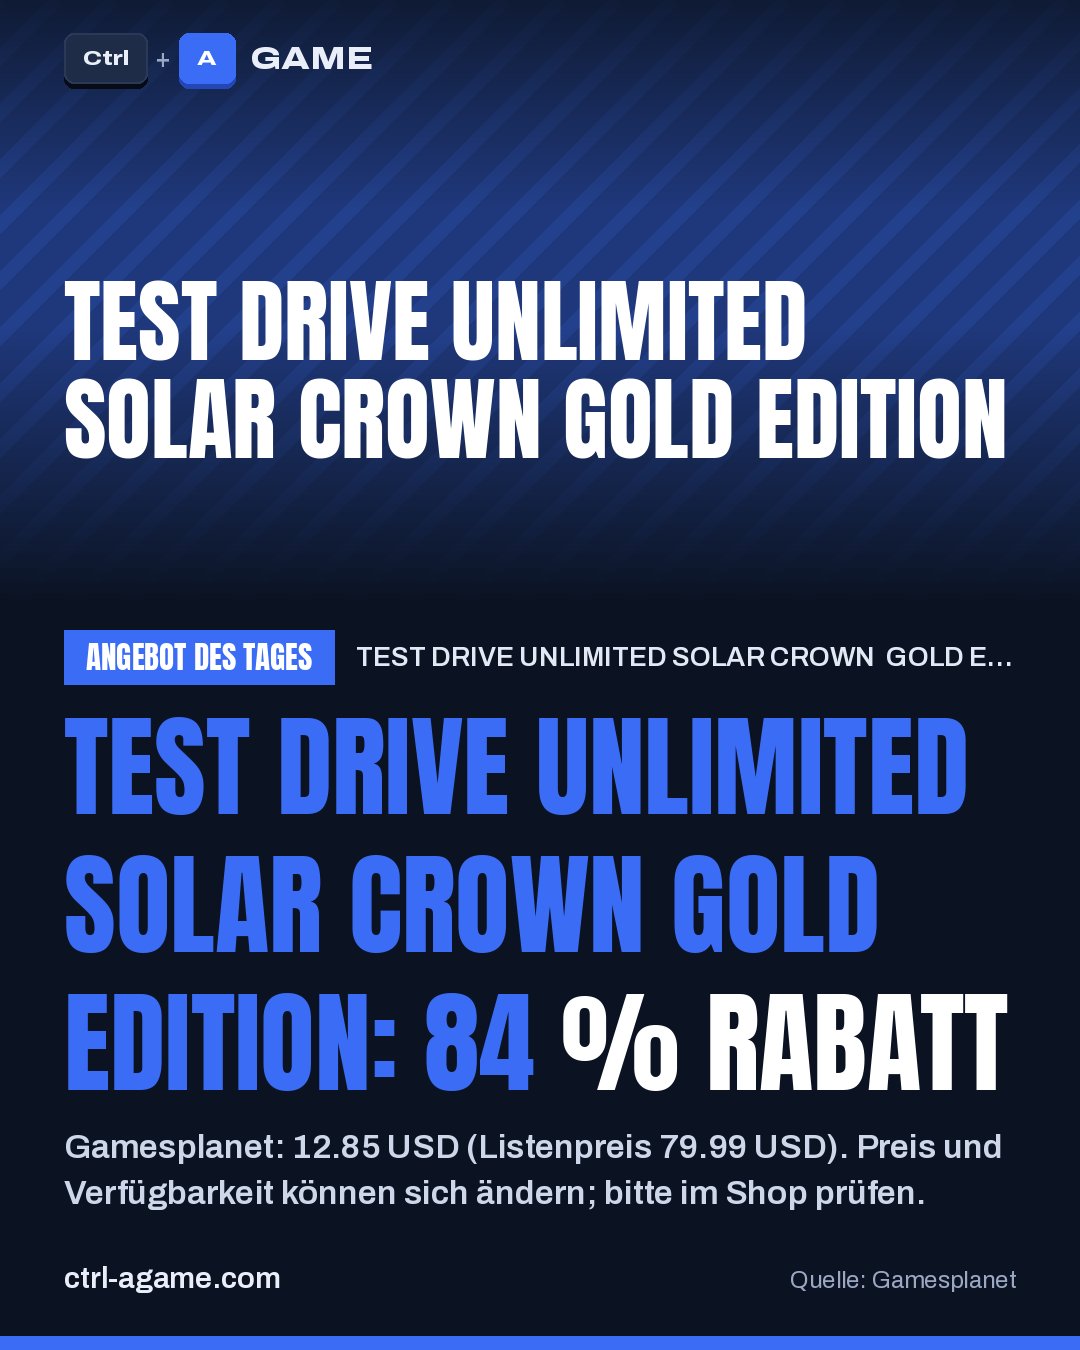 Ctrl + A GAME
TEST DRIVE UNLIMITED
SOLAR CROWN GOLD EDITION
ANGEBOT DES TAGES TEST DRIVE UNLIMITED SOLAR CROWN GOLD E...
TEST DRIVE UNLIMITED
SOLAR CROWN GOLD
EDITION: 84 % RABATT
Gamesplanet: 12.85 USD (Listenpreis 79.99 USD). Preis und
Verfügbarkeit können sich ändern; bitte im Shop prüfen.
ctrl-agame.com Quelle: Gamesplanet